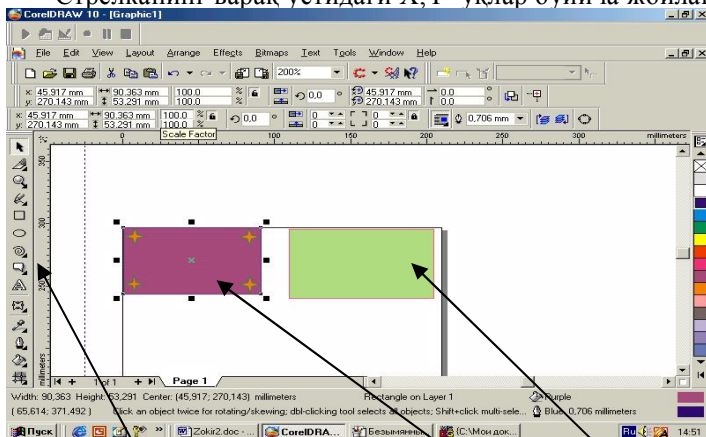 Стрелканинг варақ устидаги X, Y уқлар бўйича жойлаш
CorelDRAW 10 - [Graphic1]
File Edit View Layout Arrange Effects Bitmaps Text Tools Window Help
200%
x: 45.917 mm 90.363 mm 100.0 % 0,0 ° 45.917 mm 0.0 °
y: 270.143 mm 53.291 mm 100.0 % 270.143 mm 0.0 °
x: 45.917 mm 90.363 mm 100.0 % 0,0 ° 0 0 0,706 mm
y: 270.143 mm 53.291 mm 100.0 % 0 0
Scale Factor
50 100 150 200 250 300 millimeters
350
300
250
millimeters
1 of 1 Page 1
Width: 90,363 Height: 53,291 Center: (45,917; 270,143) millimeters Rectangle on Layer 1 Purple
( 65,614; 371,492 ) Click an object twice for rotating/skewing; dbl-clicking tool selects all objects; Shift+click multi-sele... Blue 0,706 millimeters
Пуск Zokir2.doc - ... CorelDRA... Безымянны... C:\Мои док... Ru 14:51